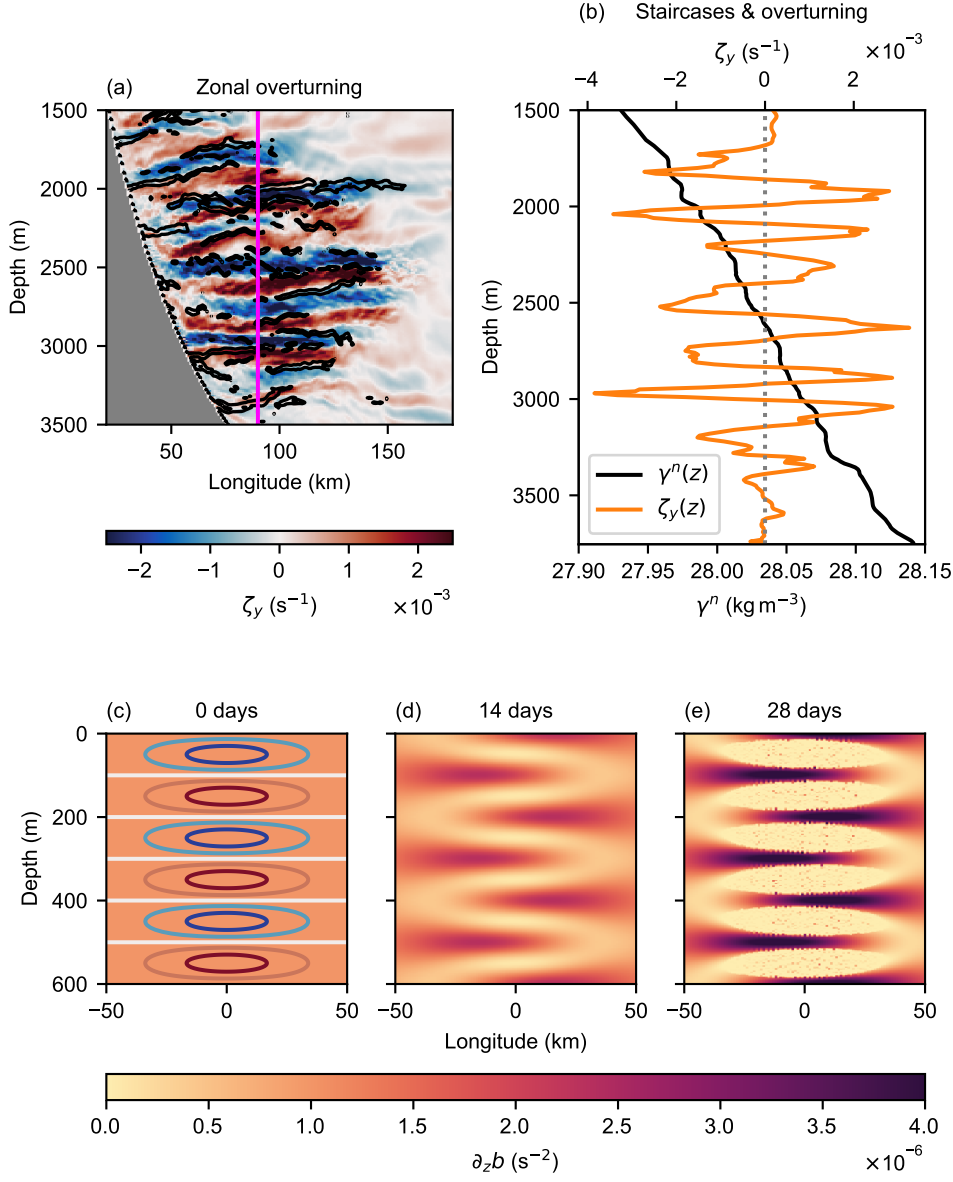 (b) Staircases & overturning
ζy (s−1) ×10−3
−4 −2 0 2
(a) Zonal overturning
1500
2000
2500
3000
3500
Depth (m)
50 100 150
Longitude (km)
−2 −1 0 1 2
ζy (s−1) ×10−3
1500
2000
2500
3000
3500
Depth (m)
γn(z)
ζy(z)
27.90 27.95 28.00 28.05 28.10 28.15
γn (kg m−3)
(c) 0 days (d) 14 days (e) 28 days
0
200
400
600
Depth (m)
−50 0 50 −50 0 50 −50 0 50
Longitude (km)
0.0 0.5 1.0 1.5 2.0 2.5 3.0 3.5 4.0
∂zb (s−2) ×10−6